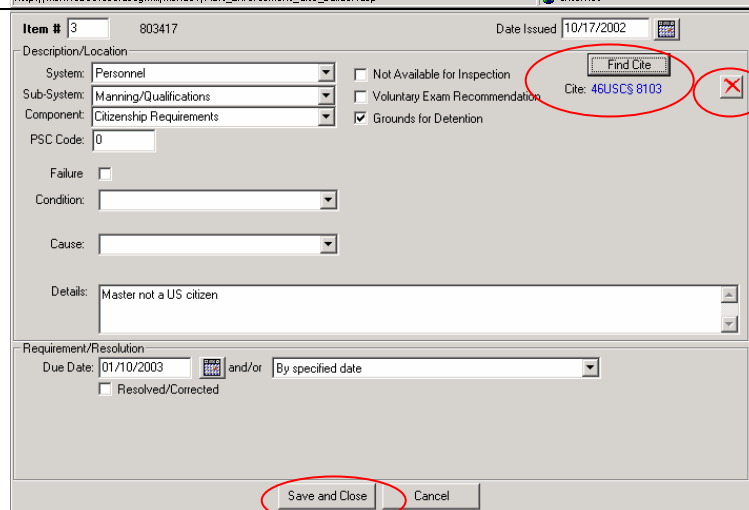 Item # 3 803417 Date Issued 10/17/2002
Description/Location
System: Personnel Not Available for Inspection Find Cite
Sub-System: Manning/Qualifications Voluntary Exam Recommendation Cite: 46USC§ 8103
Component: Citizenship Requirements Grounds for Detention
PSC Code: 0
Failure
Condition:
Cause:
Details: Master not a US citizen
Requirement/Resolution
Due Date: 01/10/2003 and/or By specified date
Resolved/Corrected
Save and Close Cancel